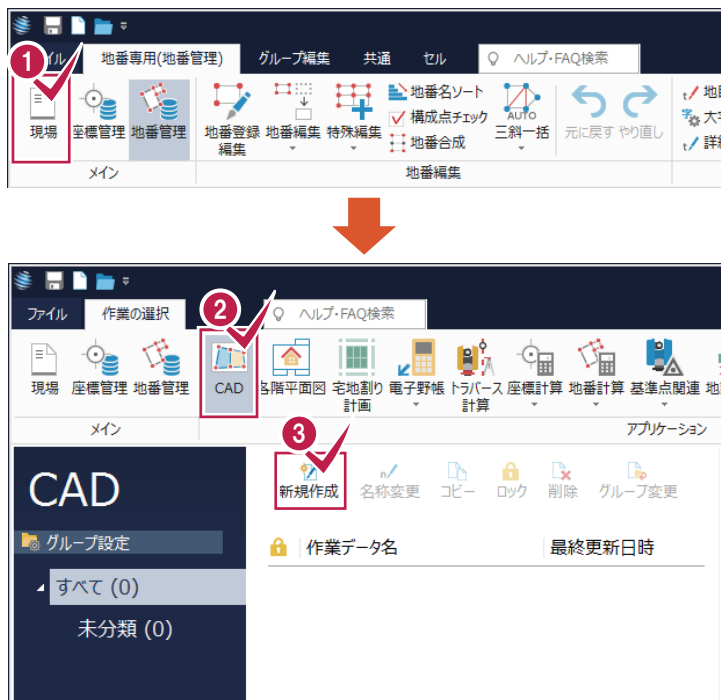 1
イル 地番専用(地番管理) グループ編集 共通 セル ヘルプ・FAQ検索
現場 座標管理 地番管理 地番登録編集 地番編集 特殊編集 地番名ソート 構成点チェック 地番合成 AUTO 三斜一括 元に戻す やり直し
メイン 地番編集
ファイル 作業の選択 2 ヘルプ・FAQ検索
現場 座標管理 地番管理 CAD 各階平面図 宅地割り計画 電子野帳 トラバース計算 座標計算 地番計算 基準点関連
メイン アプリケーション
3
CAD
新規作成 名称変更 コピー ロック 削除 グループ変更
グループ設定
作業データ名 最終更新日時
すべて (0)
未分類 (0)